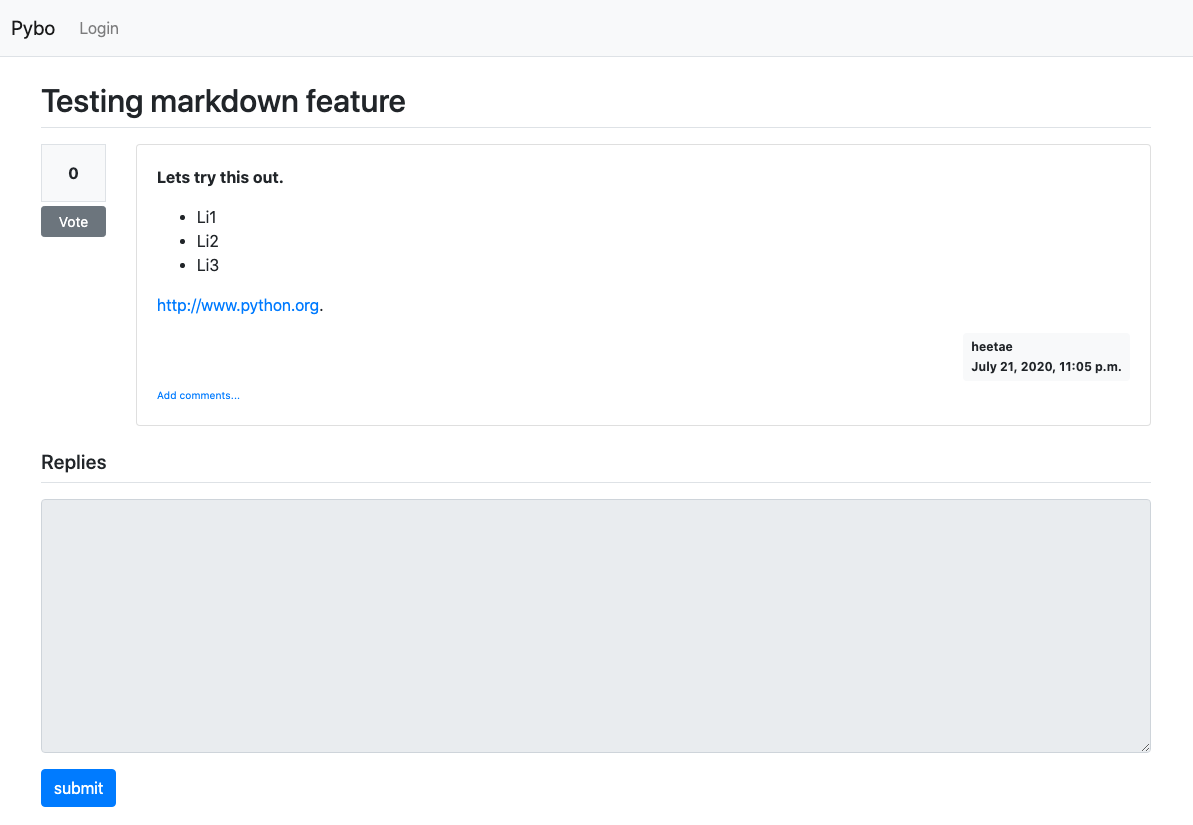 Pybo Login
Testing markdown feature
0
Vote
Lets try this out.
Li1
Li2
Li3
http://www.python.org.
heetae
July 21, 2020, 11:05 p.m.
Add comments...
Replies
submit